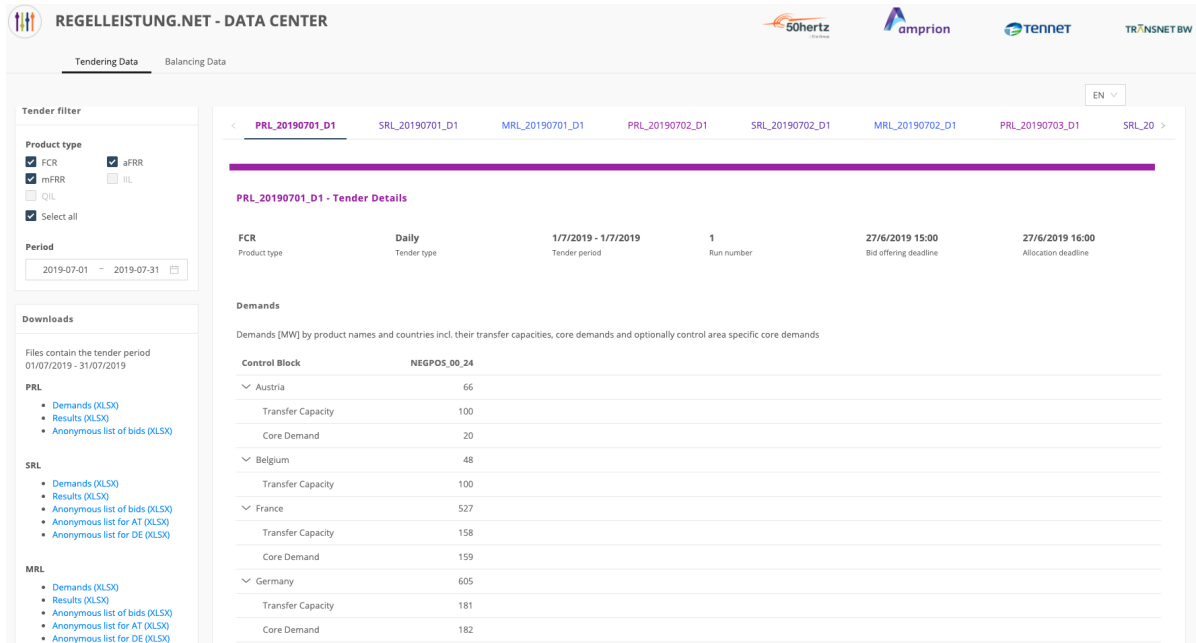 REGELLEISTUNG.NET - DATA CENTER
50hertz
amprion
TENNET
TRANSNET BW
Tendering Data
Balancing Data
EN
Tender filter
Product type
FCR
aFRR
mFRR
IIL
QIL
Select all
Period
2019-07-01 ~ 2019-07-31
Downloads
Files contain the tender period
01/07/2019 - 31/07/2019
PRL
• Demands (XLSX)
• Results (XLSX)
• Anonymous list of bids (XLSX)
SRL
• Demands (XLSX)
• Results (XLSX)
• Anonymous list of bids (XLSX)
• Anonymous list for AT (XLSX)
• Anonymous list for DE (XLSX)
MRL
• Demands (XLSX)
• Results (XLSX)
• Anonymous list of bids (XLSX)
• Anonymous list for AT (XLSX)
• Anonymous list for DE (XLSX)
< PRL_20190701_D1 SRL_20190701_D1 MRL_20190701_D1 PRL_20190702_D1 SRL_20190702_D1 MRL_20190702_D1 PRL_20190703_D1 SRL_20 >
PRL_20190701_D1 - Tender Details
FCR Daily 1/7/2019 - 1/7/2019 1 27/6/2019 15:00 27/6/2019 16:00
Product type Tender type Tender period Run number Bid offering deadline Allocation deadline
Demands
Demands [MW] by product names and countries incl. their transfer capacities, core demands and optionally control area specific core demands
Control Block NEGPOS_00_24
Austria 66
Transfer Capacity 100
Core Demand 20
Belgium 48
Transfer Capacity 100
France 527
Transfer Capacity 158
Core Demand 159
Germany 605
Transfer Capacity 181
Core Demand 182